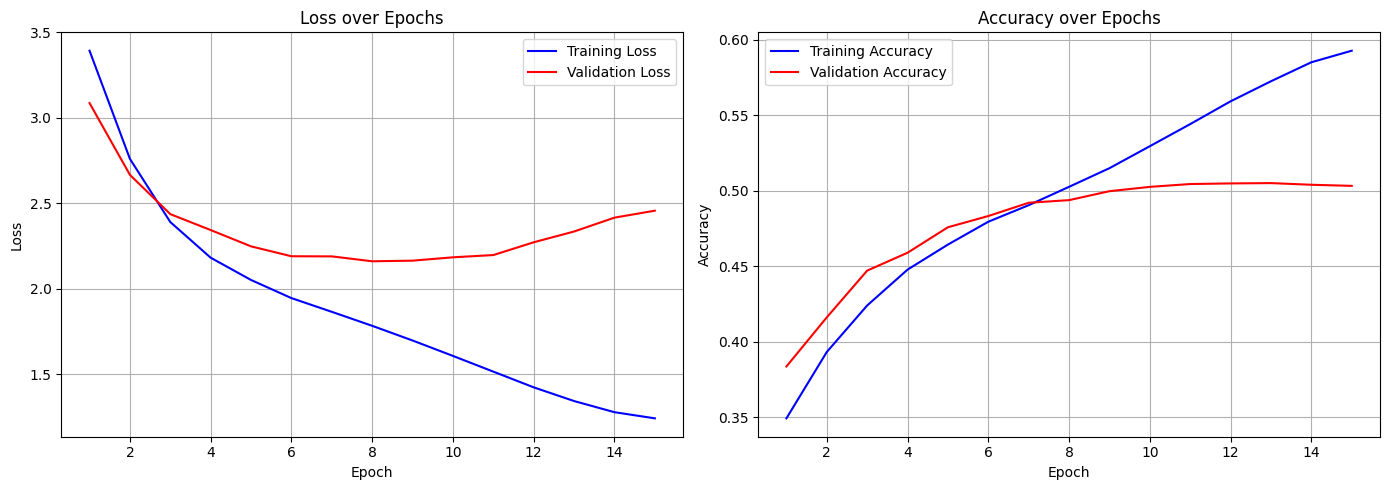 Loss over Epochs
3.5
3.0
2.5
2.0
1.5
Loss
Training Loss
Validation Loss
2 4 6 8 10 12 14
Epoch
Accuracy over Epochs
0.60
0.55
0.50
0.45
0.40
0.35
Accuracy
Training Accuracy
Validation Accuracy
2 4 6 8 10 12 14
Epoch